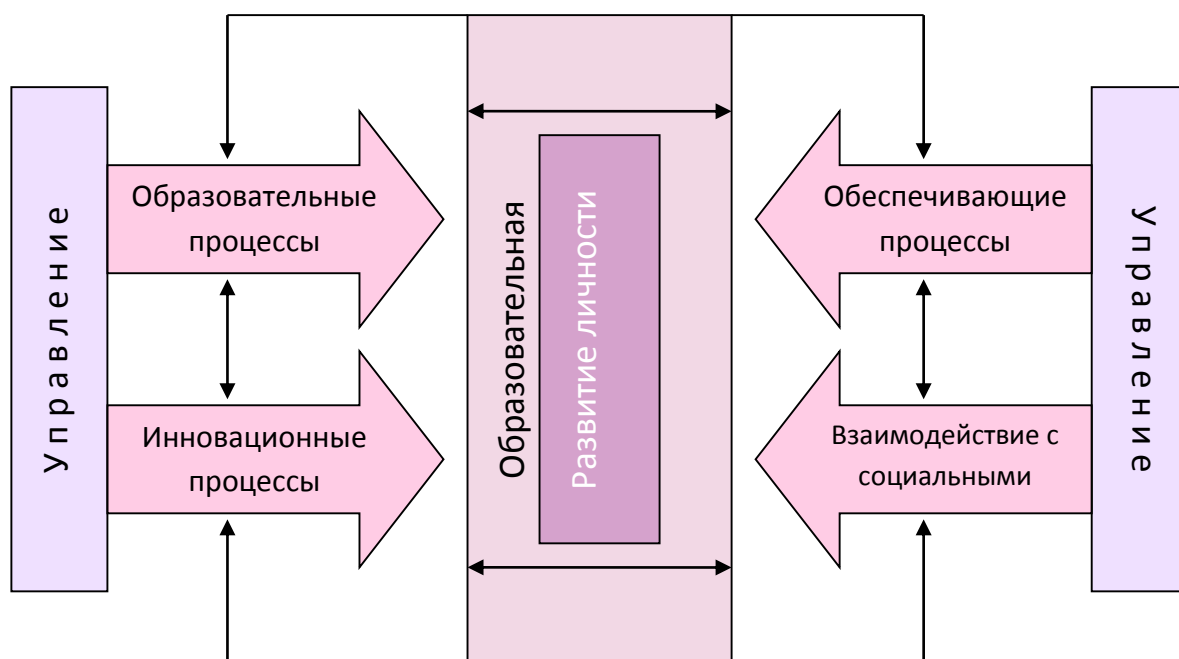 Управление
Образовательные
процессы
Инновационные
процессы
Образовательная
Развитие личности
Обеспечивающие
процессы
Взаимодействие с
социальными
Управление